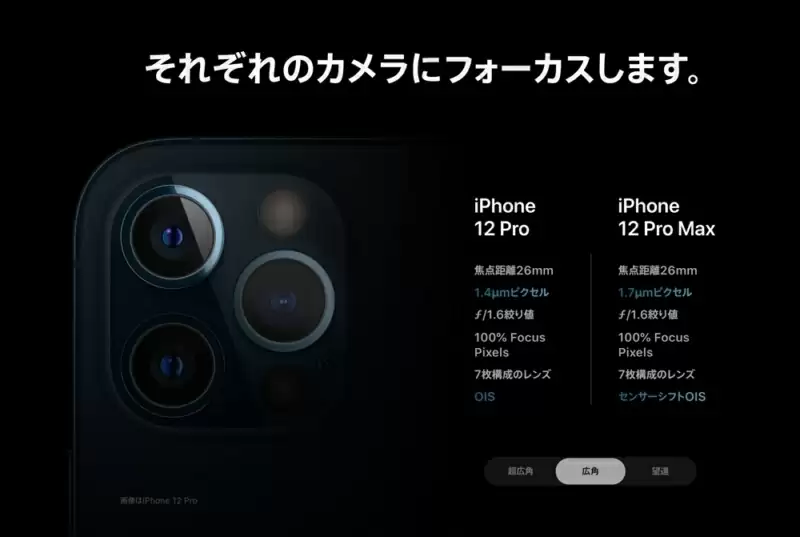 それぞれのカメラにフォーカスします。
iPhone
12 Pro
焦点距離26mm
1.4μmピクセル
ƒ/1.6絞り値
100% Focus
Pixels
7枚構成のレンズ
OIS
iPhone
12 Pro Max
焦点距離26mm
1.7μmピクセル
ƒ/1.6絞り値
100% Focus
Pixels
7枚構成のレンズ
センサーシフトOIS
超広角
広角
望遠
画像はiPhone 12 Pro